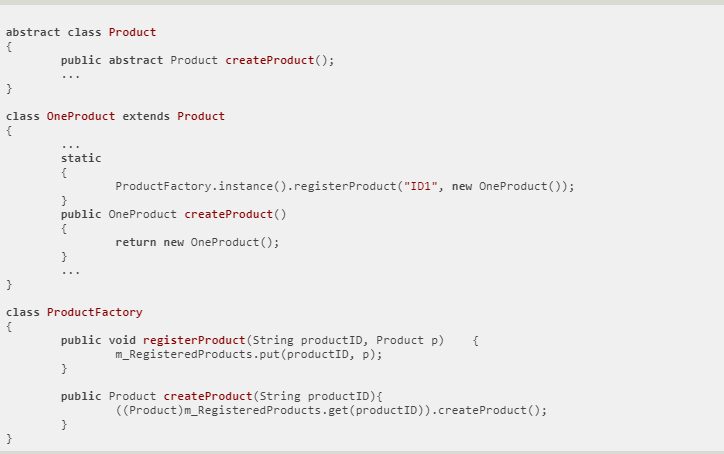 abstract class Product
{
public abstract Product createProduct();
...
}
class OneProduct extends Product
{
...
static
{
ProductFactory.instance().registerProduct("ID1", new OneProduct());
}
public OneProduct createProduct()
{
return new OneProduct();
}
...
}
class ProductFactory
{
public void registerProduct(String productID, Product p)    {
m_RegisteredProducts.put(productID, p);
}
public Product createProduct(String productID){
((Product)m_RegisteredProducts.get(productID)).createProduct();
}
}